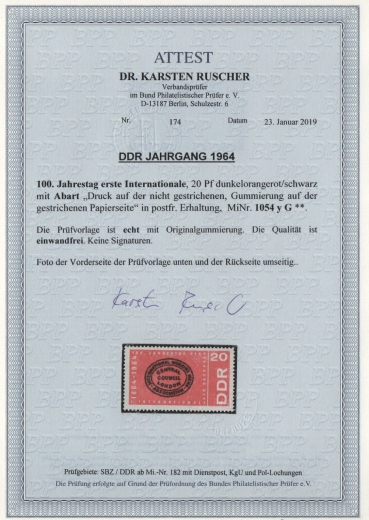 ATTEST
DR. KARSTEN RUSCHER
Verbandsprüfer
im Bund Philatelistischer Prüfer e. V.
D-13187 Berlin, Schulzestr. 6
Nr. 174 Datum 23. Januar 2019
DDR JAHRGANG 1964
100. Jahrestag erste Internationale, 20 Pf dunkelorangerot/schwarz
mit Abart „Druck auf der nicht gestrichenen, Gummierung auf der
gestrichenen Papierseite“ in postfr. Erhaltung, MiNr. 1054 y G **.
Die Prüfvorlage ist echt mit Originalgummierung. Die Qualität ist
einwandfrei. Keine Signaturen.
Foto der Vorderseite der Prüfvorlage unten und der Rückseite umseitig..
Karsten Ruscher
1864-1964
CENTRAL
COUNCIL
LONDON
20
DDR
Prüfgebiete: SBZ / DDR ab Mi.-Nr. 182 mit Dienstpost, KgU und Pol-Lochungen
Die Prüfung erfolgte auf Grund der Prüfordnung des Bundes Philatelistischer Prüfer e.V.